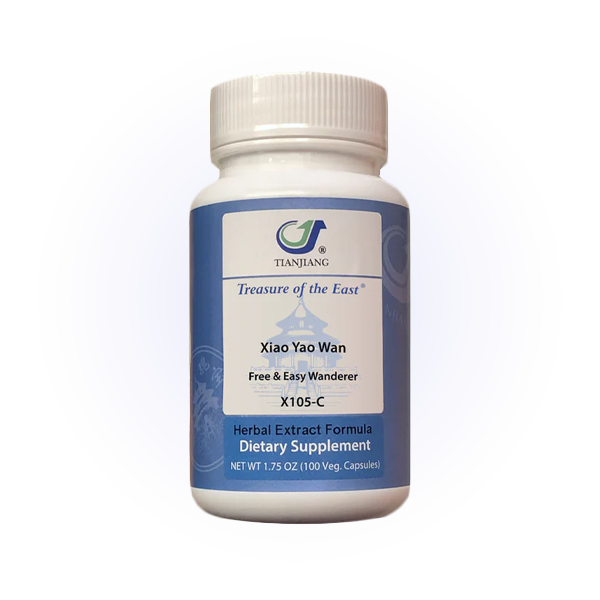 ®
TIANJIANG
Treasure of the East®
Xiao Yao Wan
Free & Easy Wanderer
X105-C
Herbal Extract Formula
Dietary Supplement
NET WT 1.75 OZ (100 Veg. Capsules)